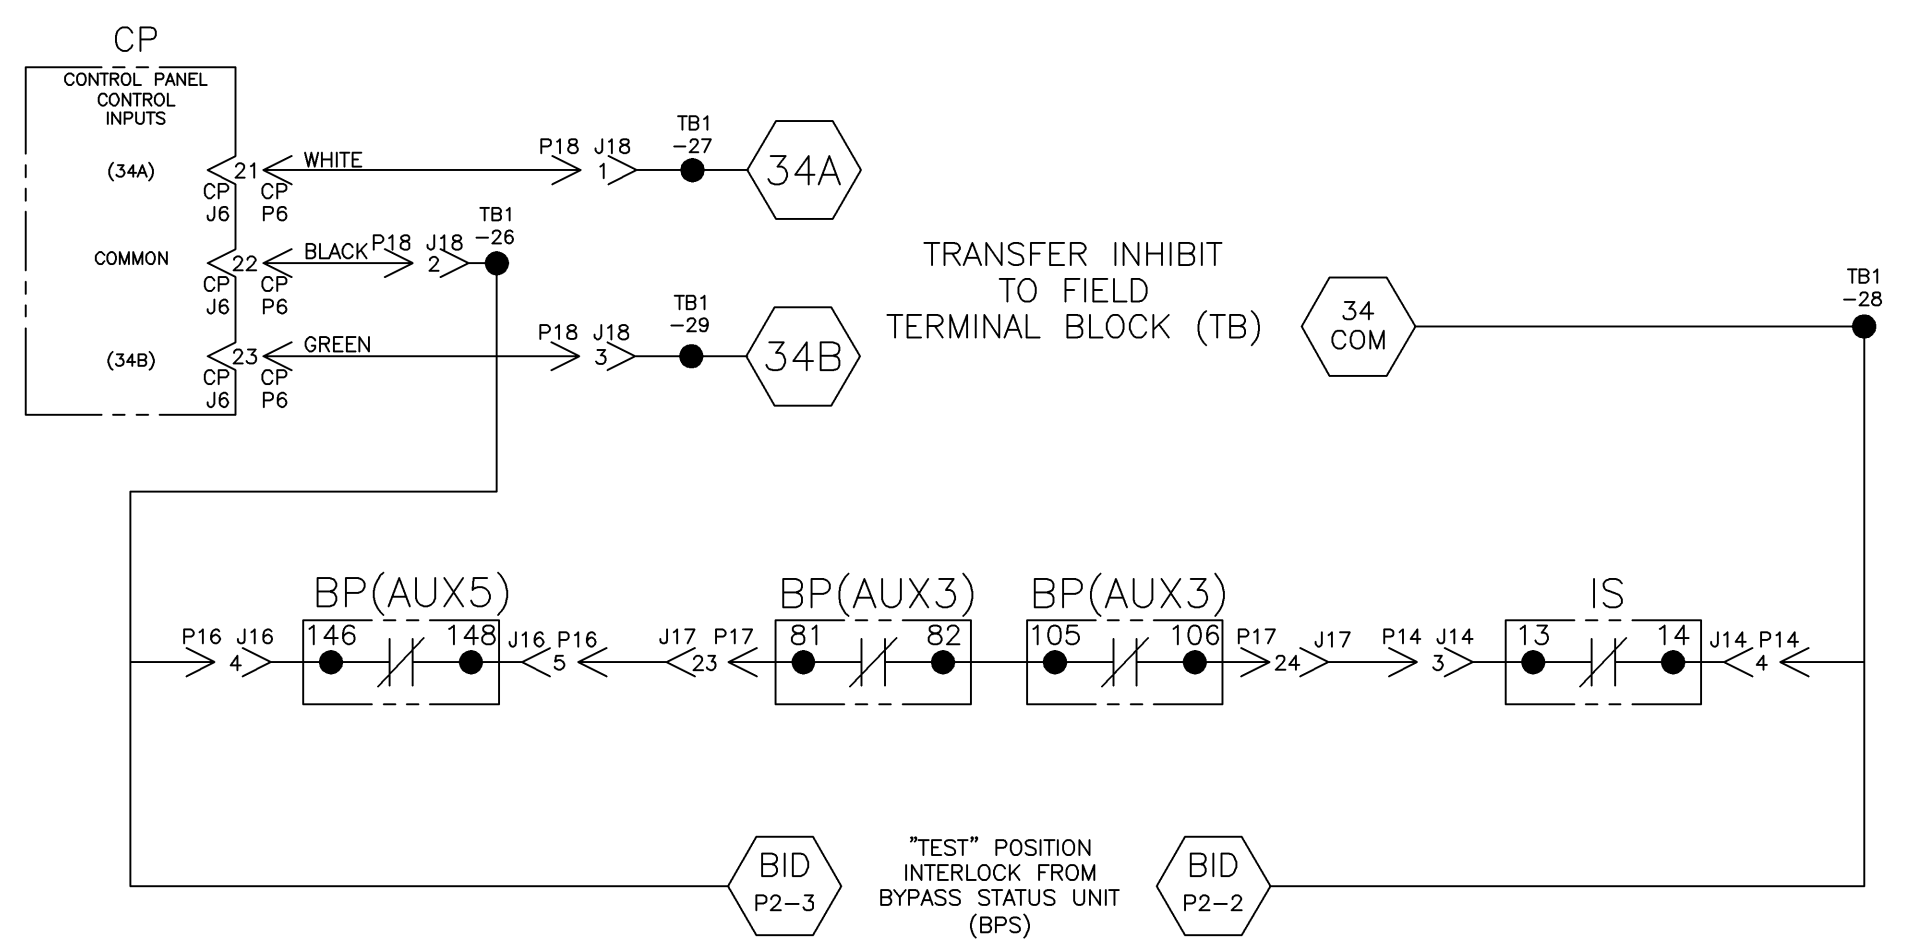 CP
CONTROL PANEL
CONTROL
INPUTS
(34A)
21
CP
J6
CP
P6
WHITE
P18
J18
1
TB1
-27
34A
COMMON
22
CP
J6
CP
P6
BLACK
P18
J18
2
TB1
-26
(34B)
23
CP
J6
CP
P6
GREEN
P18
J18
3
TB1
-29
34B
TRANSFER INHIBIT
TO FIELD
TERMINAL BLOCK (TB)
34
COM
TB1
-28
P16
J16
4
BP(AUX5)
146
148
J16
P16
5
J17
P17
23
BP(AUX3)
81
82
BP(AUX3)
105
106
P17
J17
24
P14
J14
3
IS
13
14
J14
P14
4
BID
P2-3
"TEST" POSITION
INTERLOCK FROM
BYPASS STATUS UNIT
(BPS)
BID
P2-2